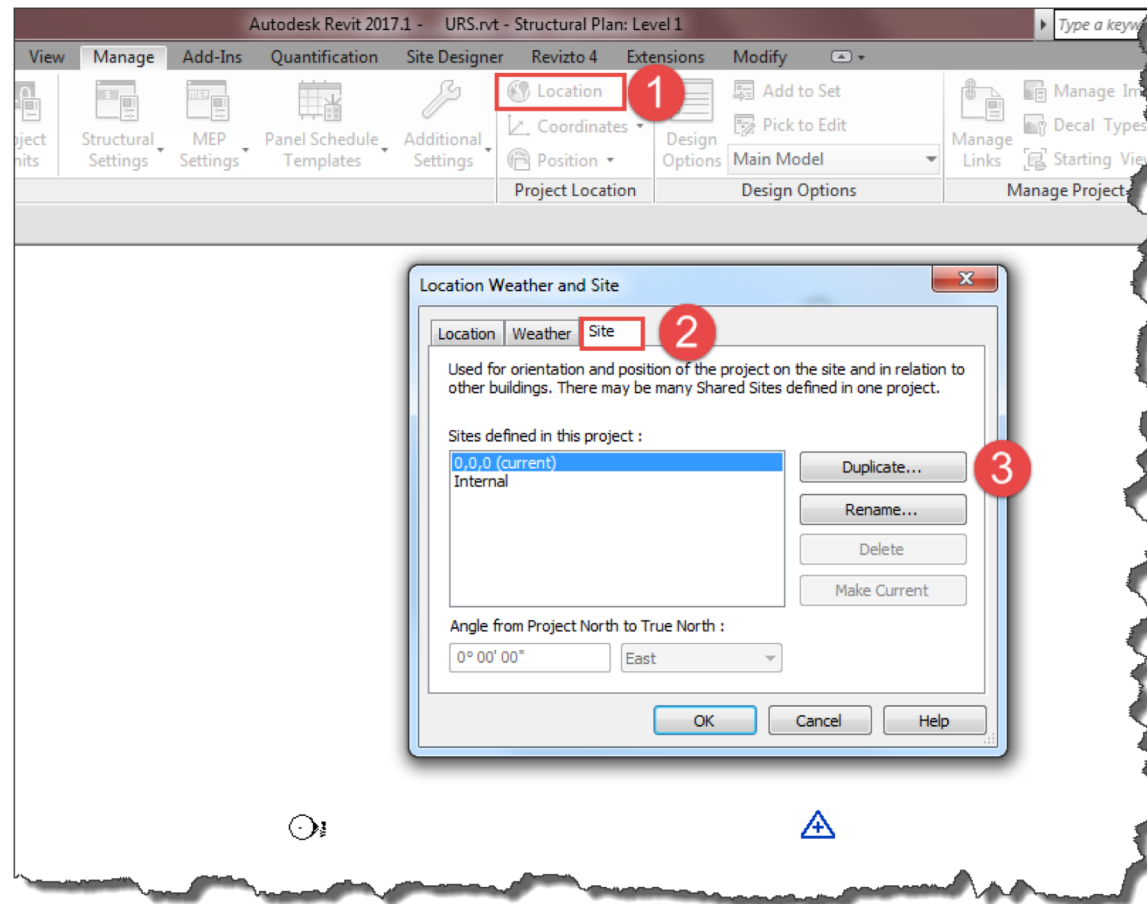 Autodesk Revit 2017.1 - URS.rvt - Structural Plan: Level 1
Type a keyw
View Manage Add-Ins Quantification Site Designer Revizto 4 Extensions Modify
Location
1
Add to Set
Manage Im
Coordinates
Pick to Edit
Decal Types
Structural Settings
MEP Settings
Panel Schedule Templates
Additional Settings
Position
Design Options
Main Model
Manage Links
Starting Vie
Project Location
Design Options
Manage Project
Location Weather and Site
x
Location Weather Site
2
Used for orientation and position of the project on the site and in relation to
other buildings. There may be many Shared Sites defined in one project.
Sites defined in this project :
0,0,0 (current)
Internal
Duplicate...
3
Rename...
Delete
Make Current
Angle from Project North to True North :
0° 00' 00"
East
OK
Cancel
Help